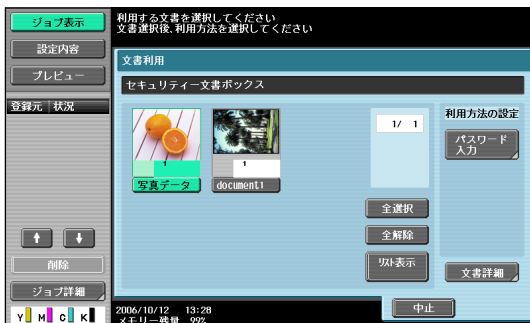 ジョブ表示
利用する文書を選択してください
文書選択後、利用方法を選択してください
設定内容
プレビュー
文書利用
セキュリティー文書ボックス
登録元 状況
1/ 1
利用方法の設定
パスワード
入力
1
1
写真データ
document1
全選択
全解除
リスト表示
削除
文書詳細
ジョブ詳細
中止
Y M C K
2006/10/12 13:28
メモリー残量 99%